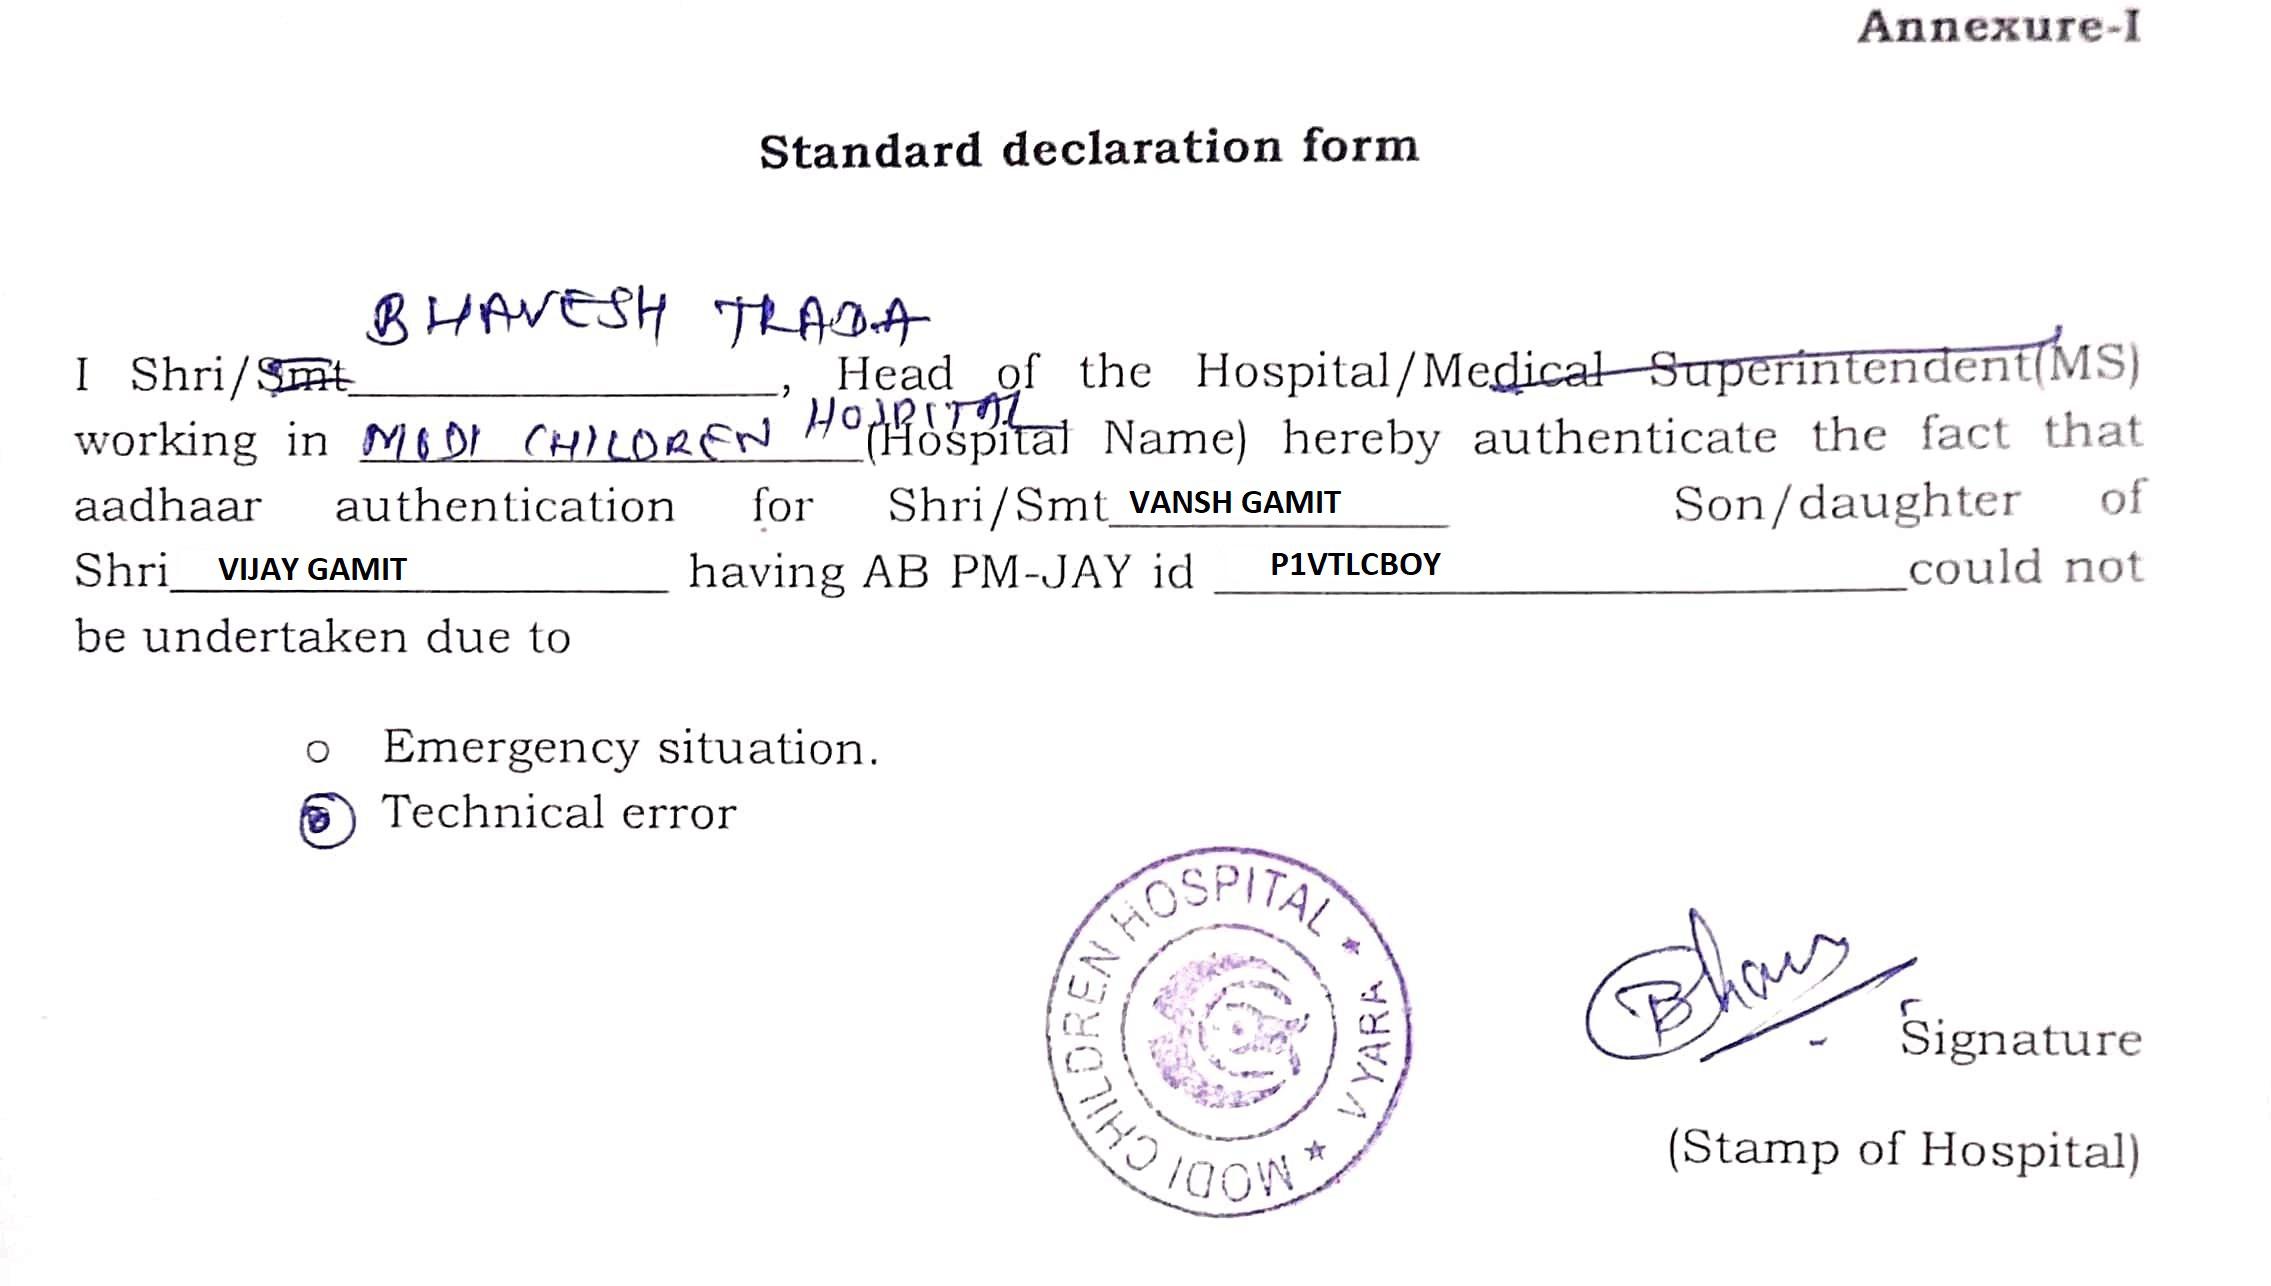 Annexure-I
Standard declaration form
BHAVESH TRADA
I Shri/Smt____________, Head of the Hospital/Medical Superintendent(MS)
working in MODI CHILDREN HOSPITAL (Hospital Name) hereby authenticate the fact that
aadhaar authentication for Shri/Smt VANSH GAMIT Son/daughter of
Shri VIJAY GAMIT having AB PM-JAY id P1VTLCBOY could not
be undertaken due to
o Emergency situation.
o Technical error
MODI CHILDREN HOSPITAL * VYARA *
Bhavs
Signature
(Stamp of Hospital)